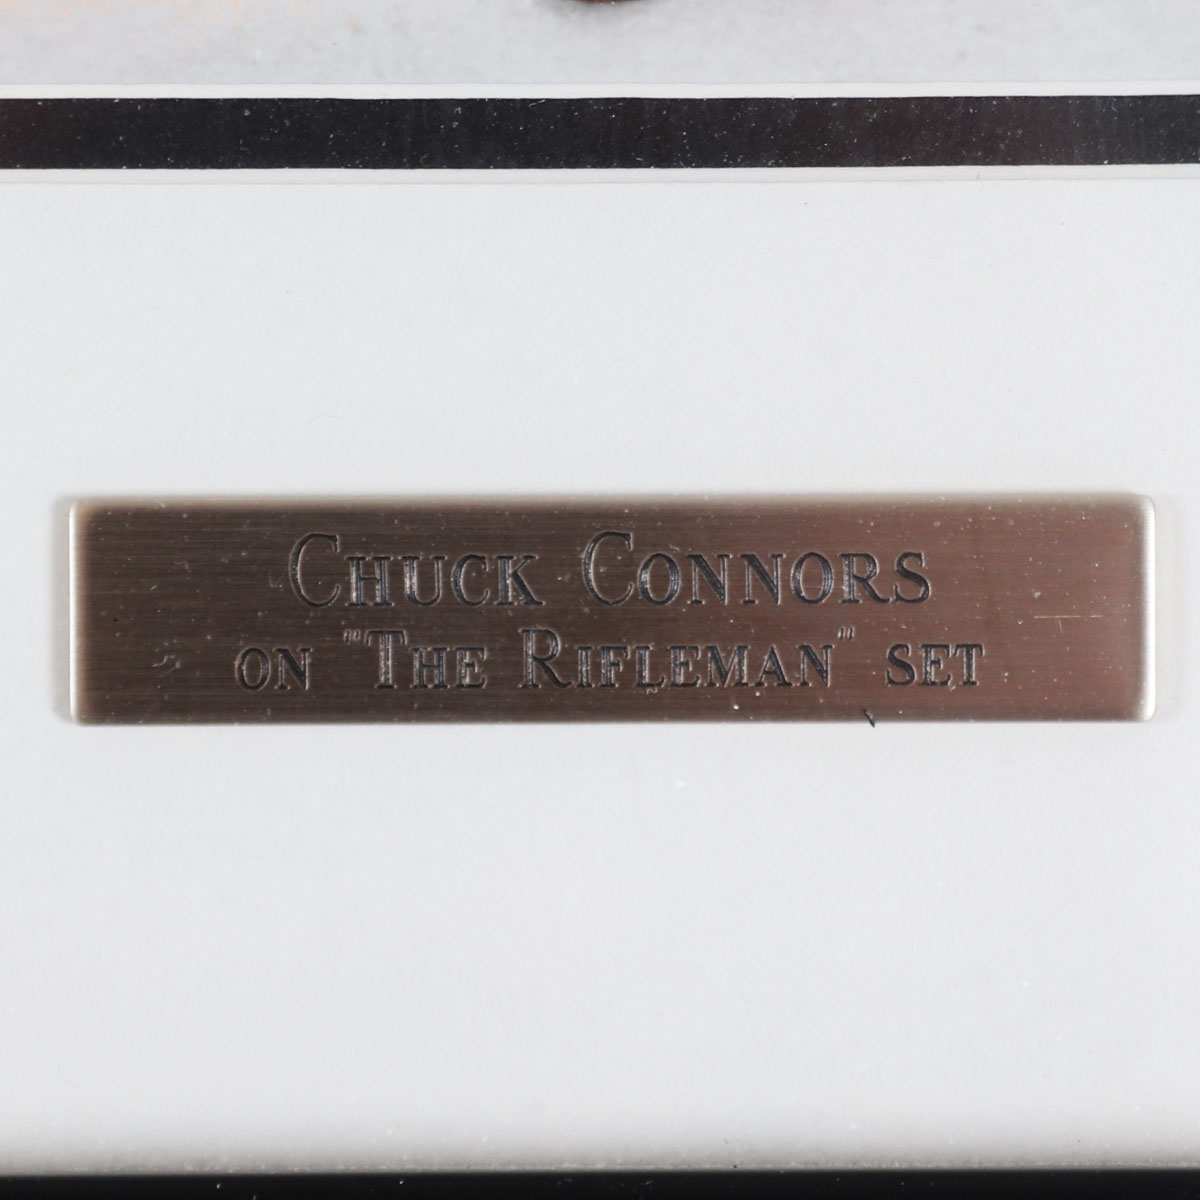 CHUCK CONNORS
ON "THE RIFLEMAN" SET